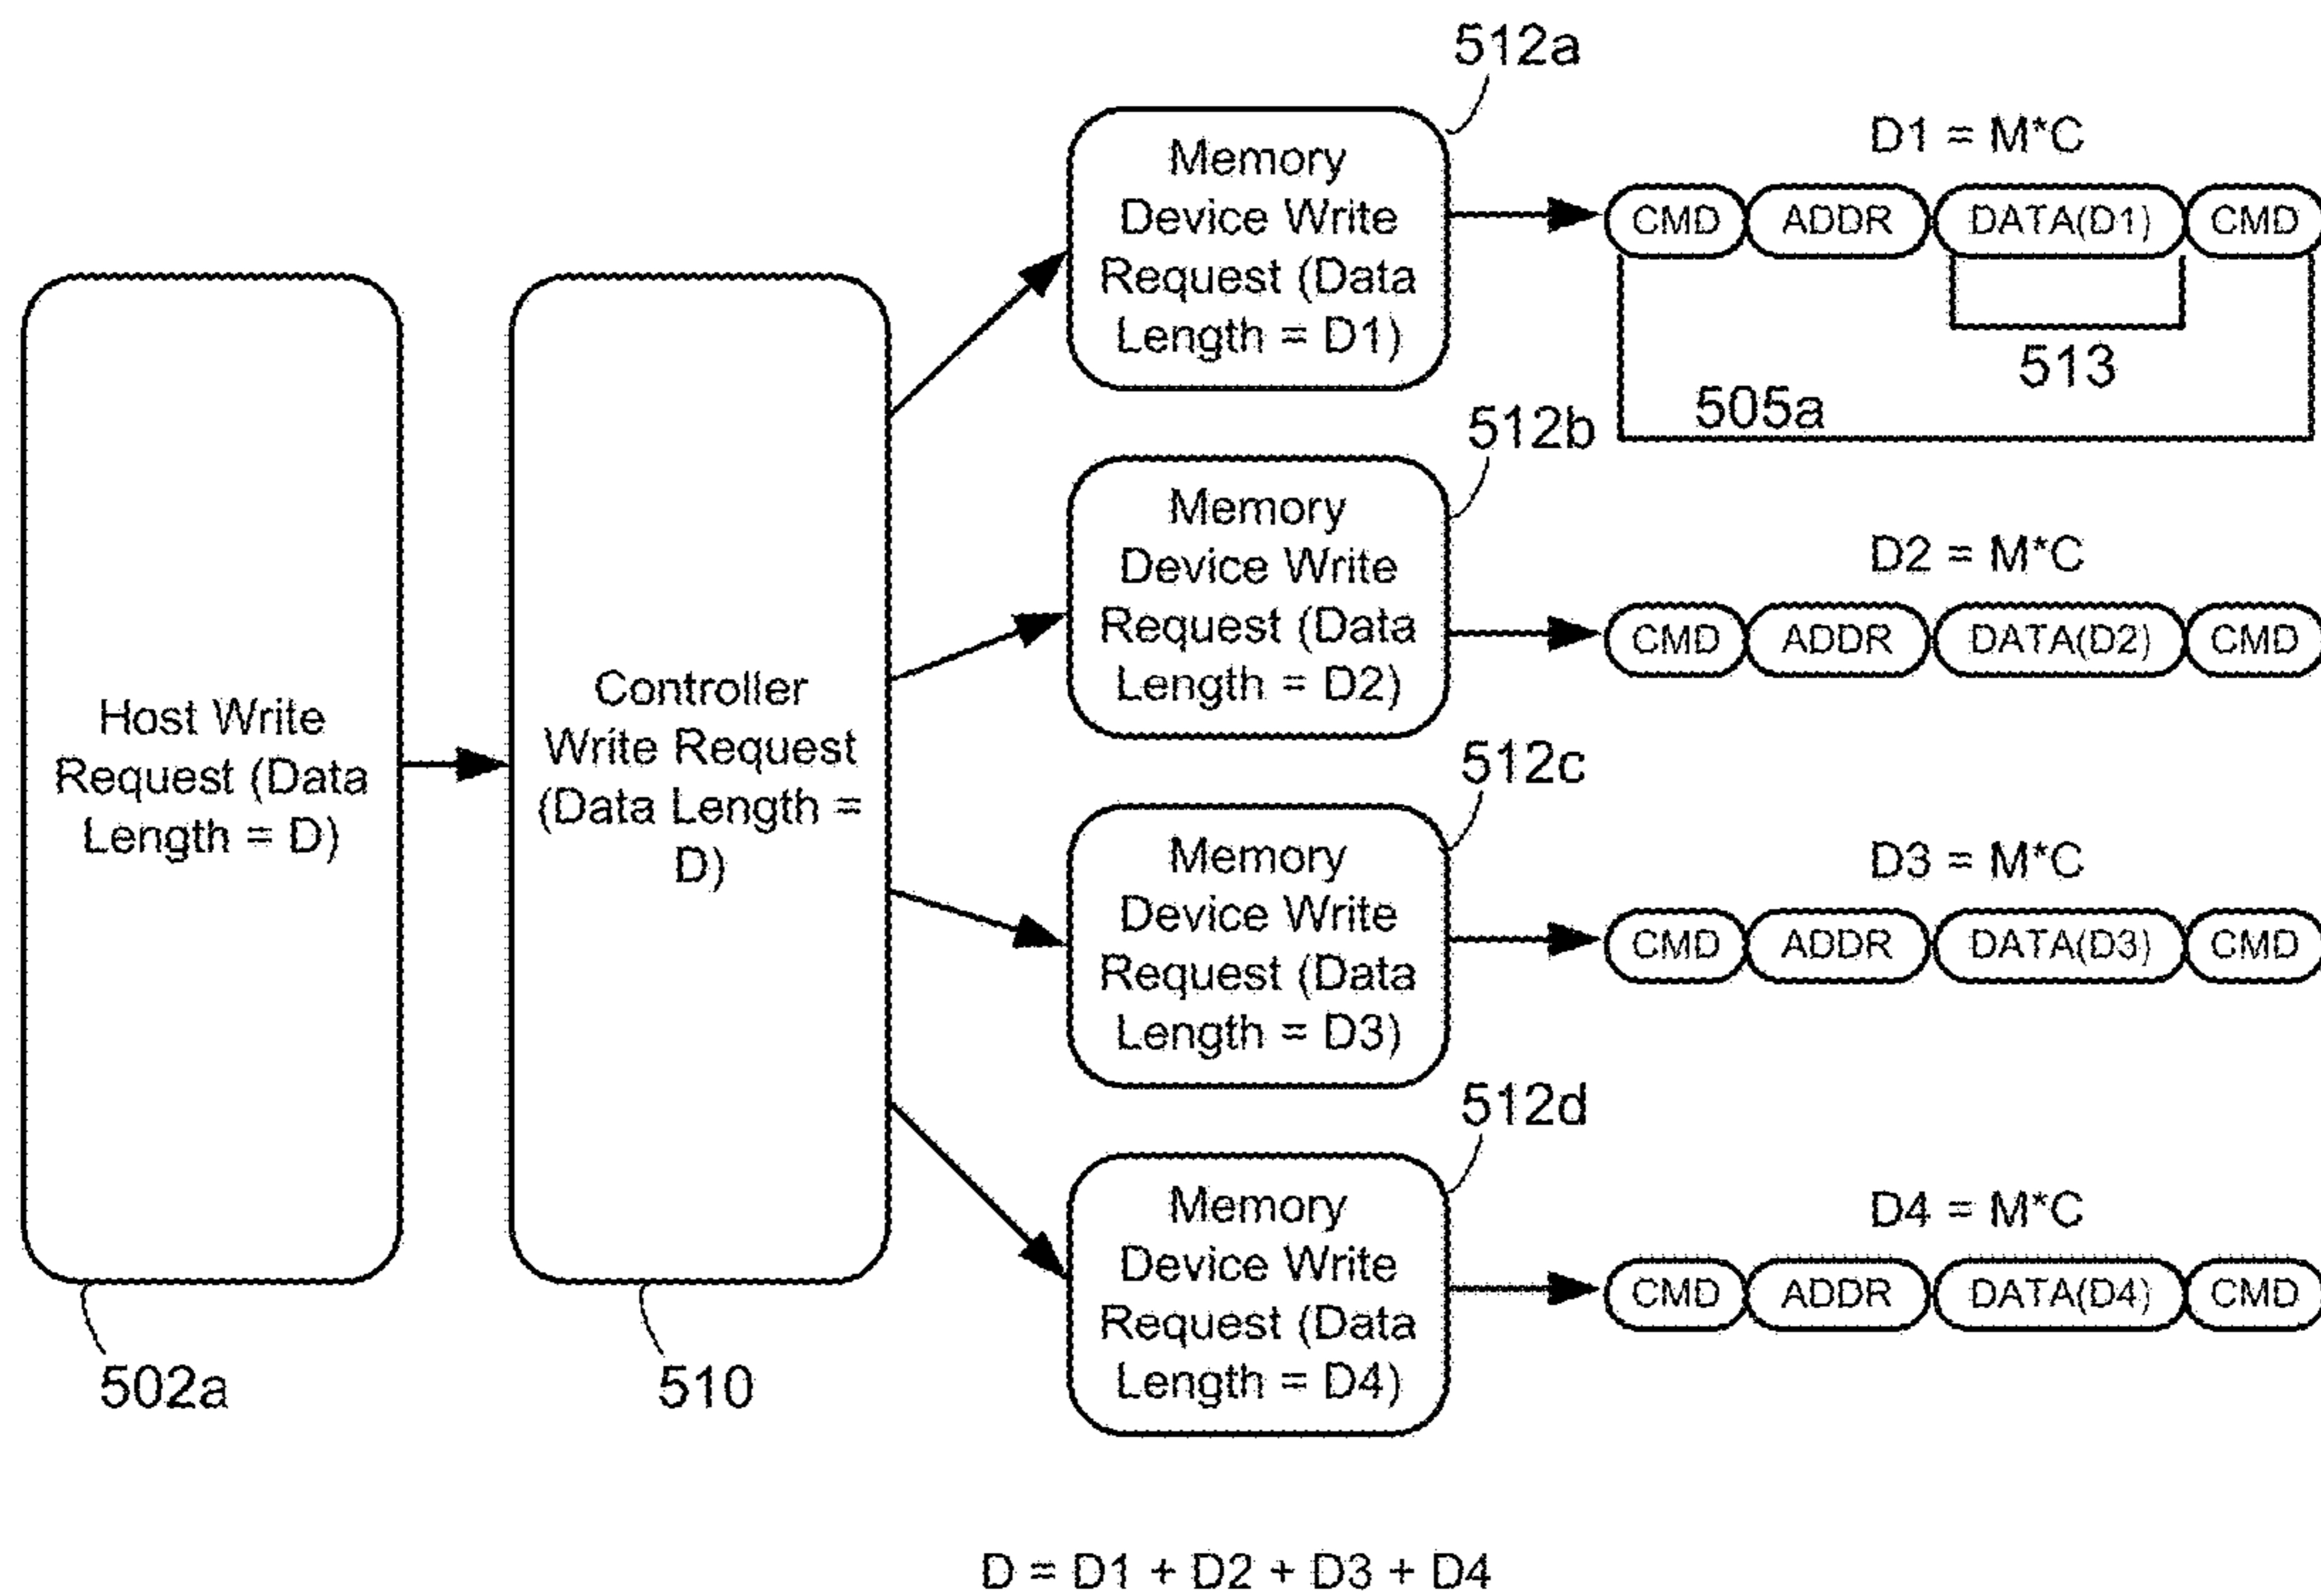 Host Write
Request (Data
Length = D)
502a
Controller
Write Request
(Data Length =
D)
510
512a
Memory
Device Write
Request (Data
Length = D1)
D1 = M*C
CMD ADDR DATA(D1) CMD
513
505a
512b
Memory
Device Write
Request (Data
Length = D2)
D2 = M*C
CMD ADDR DATA(D2) CMD
512c
Memory
Device Write
Request (Data
Length = D3)
D3 = M*C
CMD ADDR DATA(D3) CMD
512d
Memory
Device Write
Request (Data
Length = D4)
D4 = M*C
CMD ADDR DATA(D4) CMD
D = D1 + D2 + D3 + D4